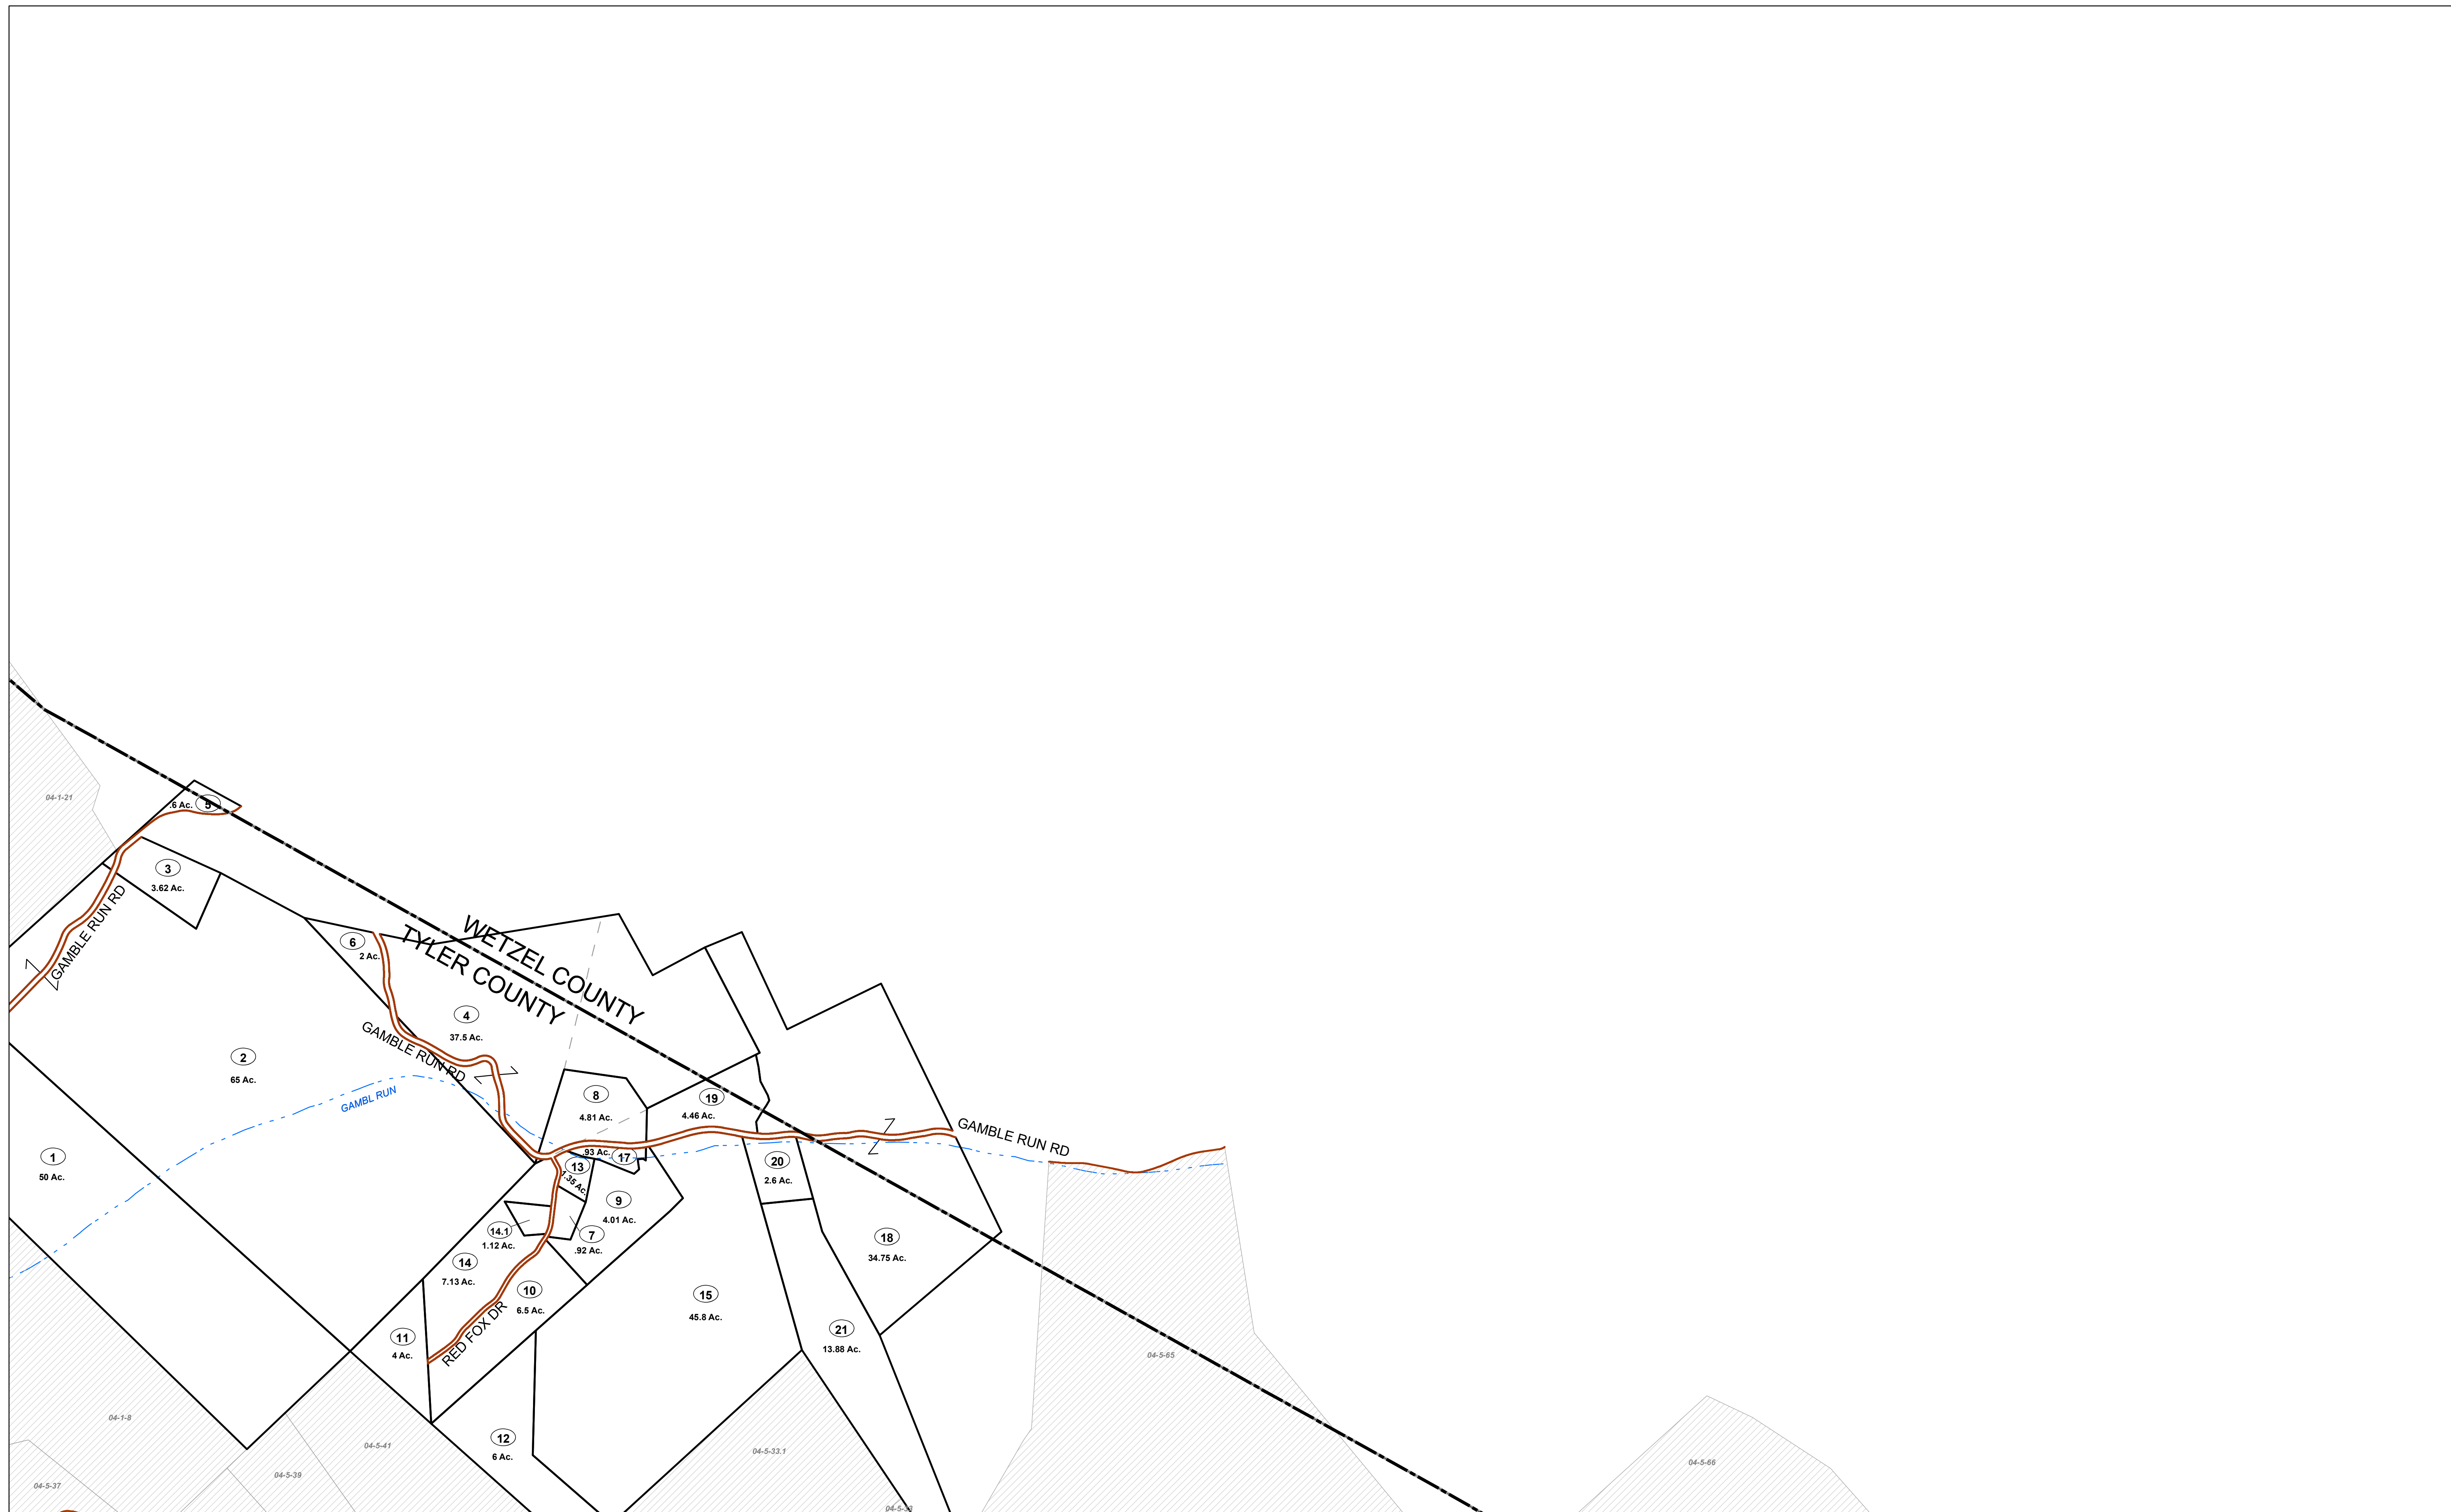 04-1-21
.6 Ac.
5
3
3.62 Ac.
GAMBLE RUN RD
WETZEL COUNTY
TYLER COUNTY
6
2 Ac.
4
37.5 Ac.
GAMBLE RUN RD
2
65 Ac.
GAMBL RUN
8
4.81 Ac.
19
4.46 Ac.
GAMBLE RUN RD
1
50 Ac.
.93 Ac.
17
13
20
2.6 Ac.
9
4.01 Ac.
14.1
1.12 Ac.
7
.92 Ac.
18
34.75 Ac.
14
7.13 Ac.
10
6.5 Ac.
15
45.8 Ac.
RED FOX DR
11
4 Ac.
21
13.88 Ac.
04-5-65
04-1-8
04-5-41
12
6 Ac.
04-5-33.1
04-5-39
04-5-66
04-5-37